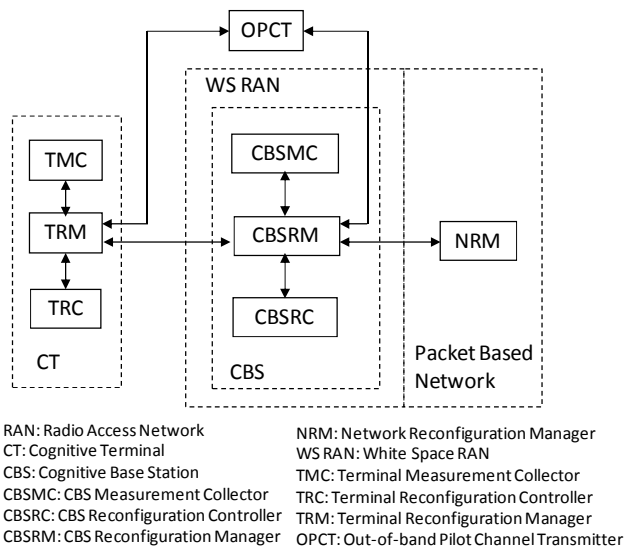 OPCT
WS RAN
TMC
CBSMC
TRM
CBSRM
NRM
TRC
CBSRC
CT
CBS
Packet Based
Network
RAN: Radio Access Network
CT: Cognitive Terminal
CBS: Cognitive Base Station
CBSMC: CBS Measurement Collector
CBSRC: CBS Reconfiguration Controller
CBSRM: CBS Reconfiguration Manager
NRM: Network Reconfiguration Manager
WS RAN: White Space RAN
TMC: Terminal Measurement Collector
TRC: Terminal Reconfiguration Controller
TRM: Terminal Reconfiguration Manager
OPCT: Out-of-band Pilot Channel Transmitter